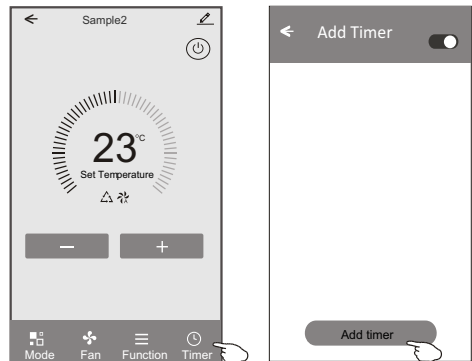 Sample2
23°C
Set Temperature
Mode Fan Function Timer
Add Timer
Add timer